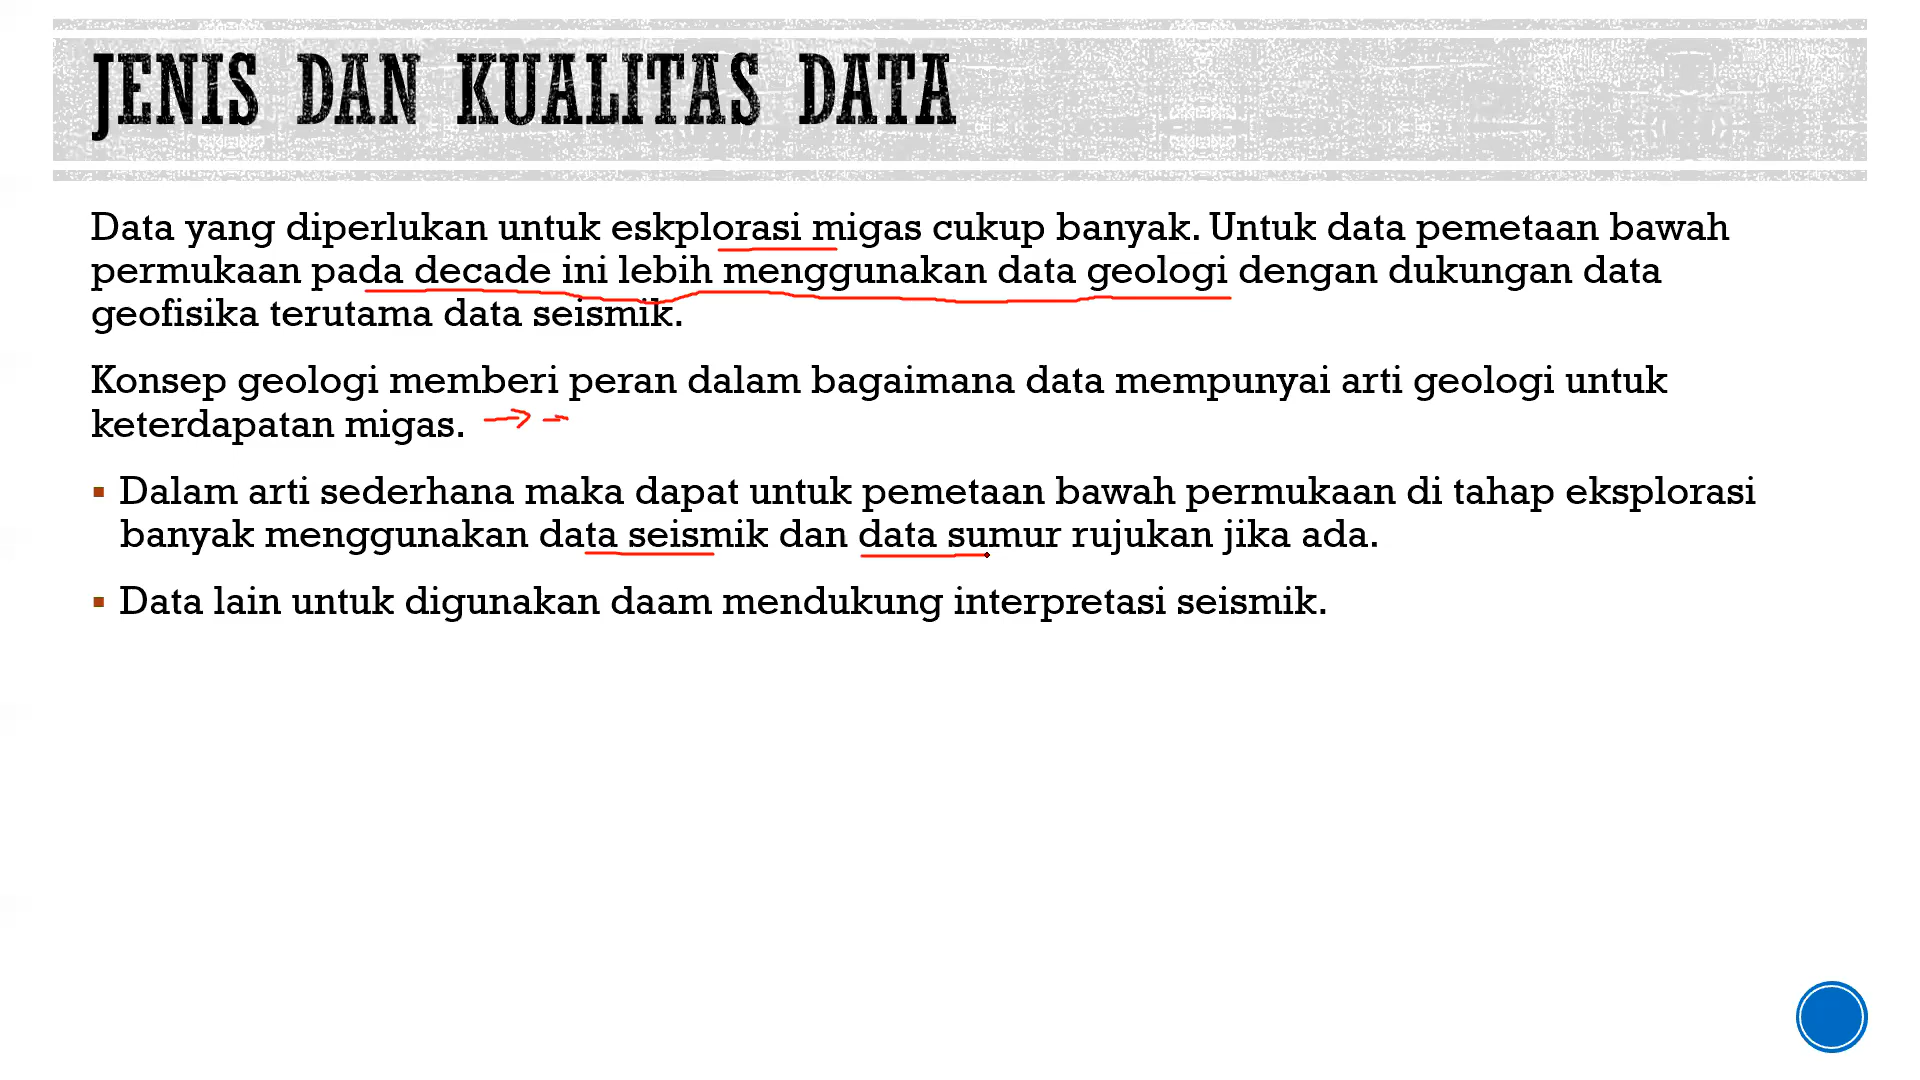 JENIS DAN KUALITAS DATA
Data yang diperlukan untuk eskplorasi migas cukup banyak. Untuk data pemetaan bawah
permukaan pada decade ini lebih menggunakan data geologi dengan dukungan data
geofisika terutama data seismik.
Konsep geologi memberi peran dalam bagaimana data mempunyai arti geologi untuk
keterdapatan migas.
▪ Dalam arti sederhana maka dapat untuk pemetaan bawah permukaan di tahap eksplorasi
banyak menggunakan data seismik dan data sumur rujukan jika ada.
▪ Data lain untuk digunakan daam mendukung interpretasi seismik.